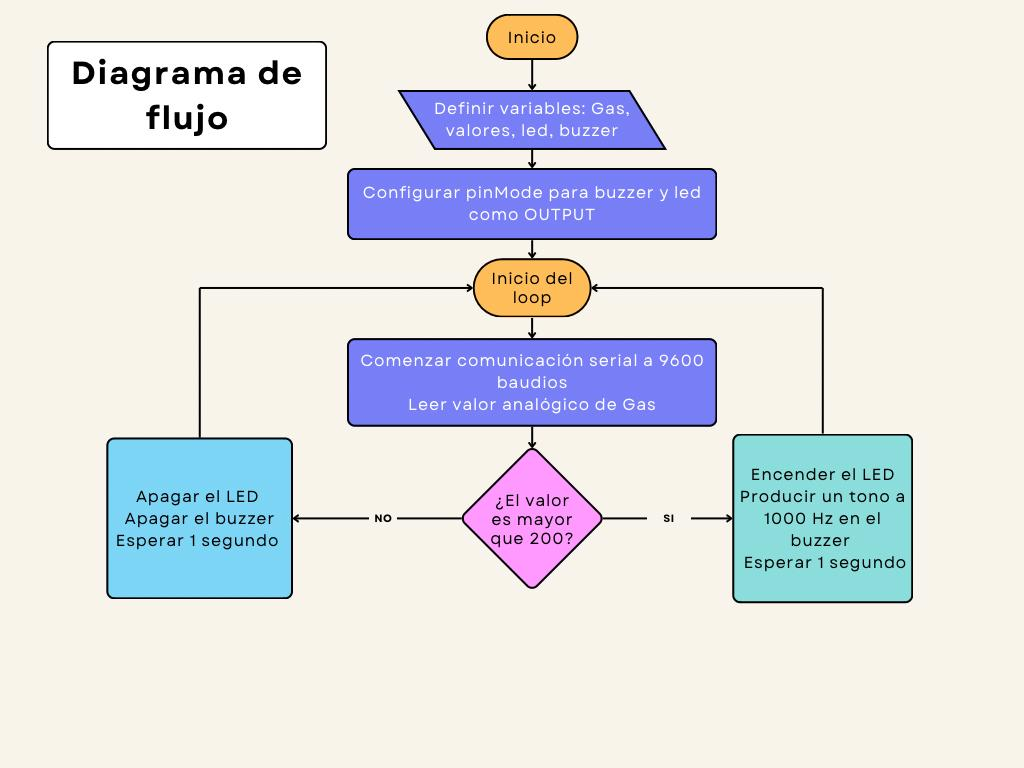 Diagrama de
flujo
Inicio
Definir variables: Gas,
valores, led, buzzer
Configurar pinMode para buzzer y led
como OUTPUT
Inicio del
loop
Comenzar comunicación serial a 9600
baudios
Leer valor analógico de Gas
¿El valor
es mayor
que 200?
NO
SI
Apagar el LED
Apagar el buzzer
Esperar 1 segundo
Encender el LED
Producir un tono a
1000 Hz en el
buzzer
Esperar 1 segundo